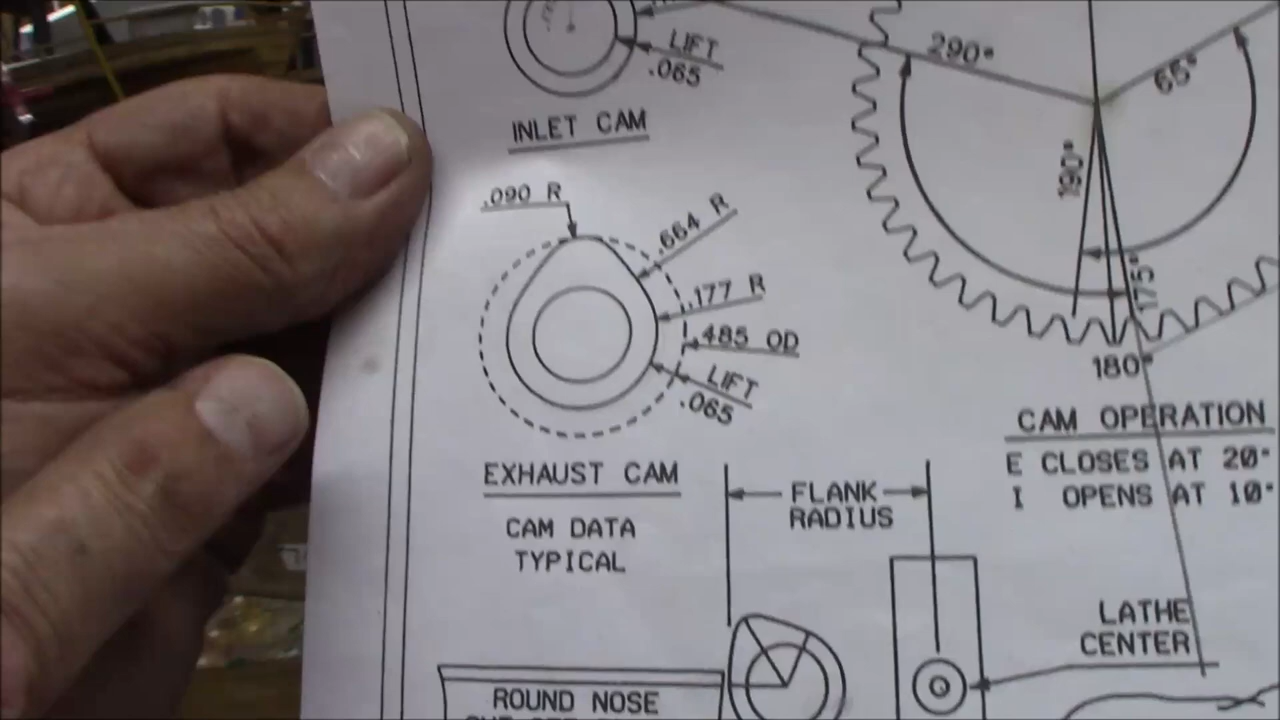 LIFT
.065
INLET CAM
290°
65°
190°
175°
180°
.090 R
.664 R
.177 R
.485 OD
LIFT
.065
EXHAUST CAM
CAM DATA
TYPICAL
CAM OPERATION
E CLOSES AT 20°
I OPENS AT 10°
FLANK
RADIUS
LATHE
CENTER
ROUND NOSE